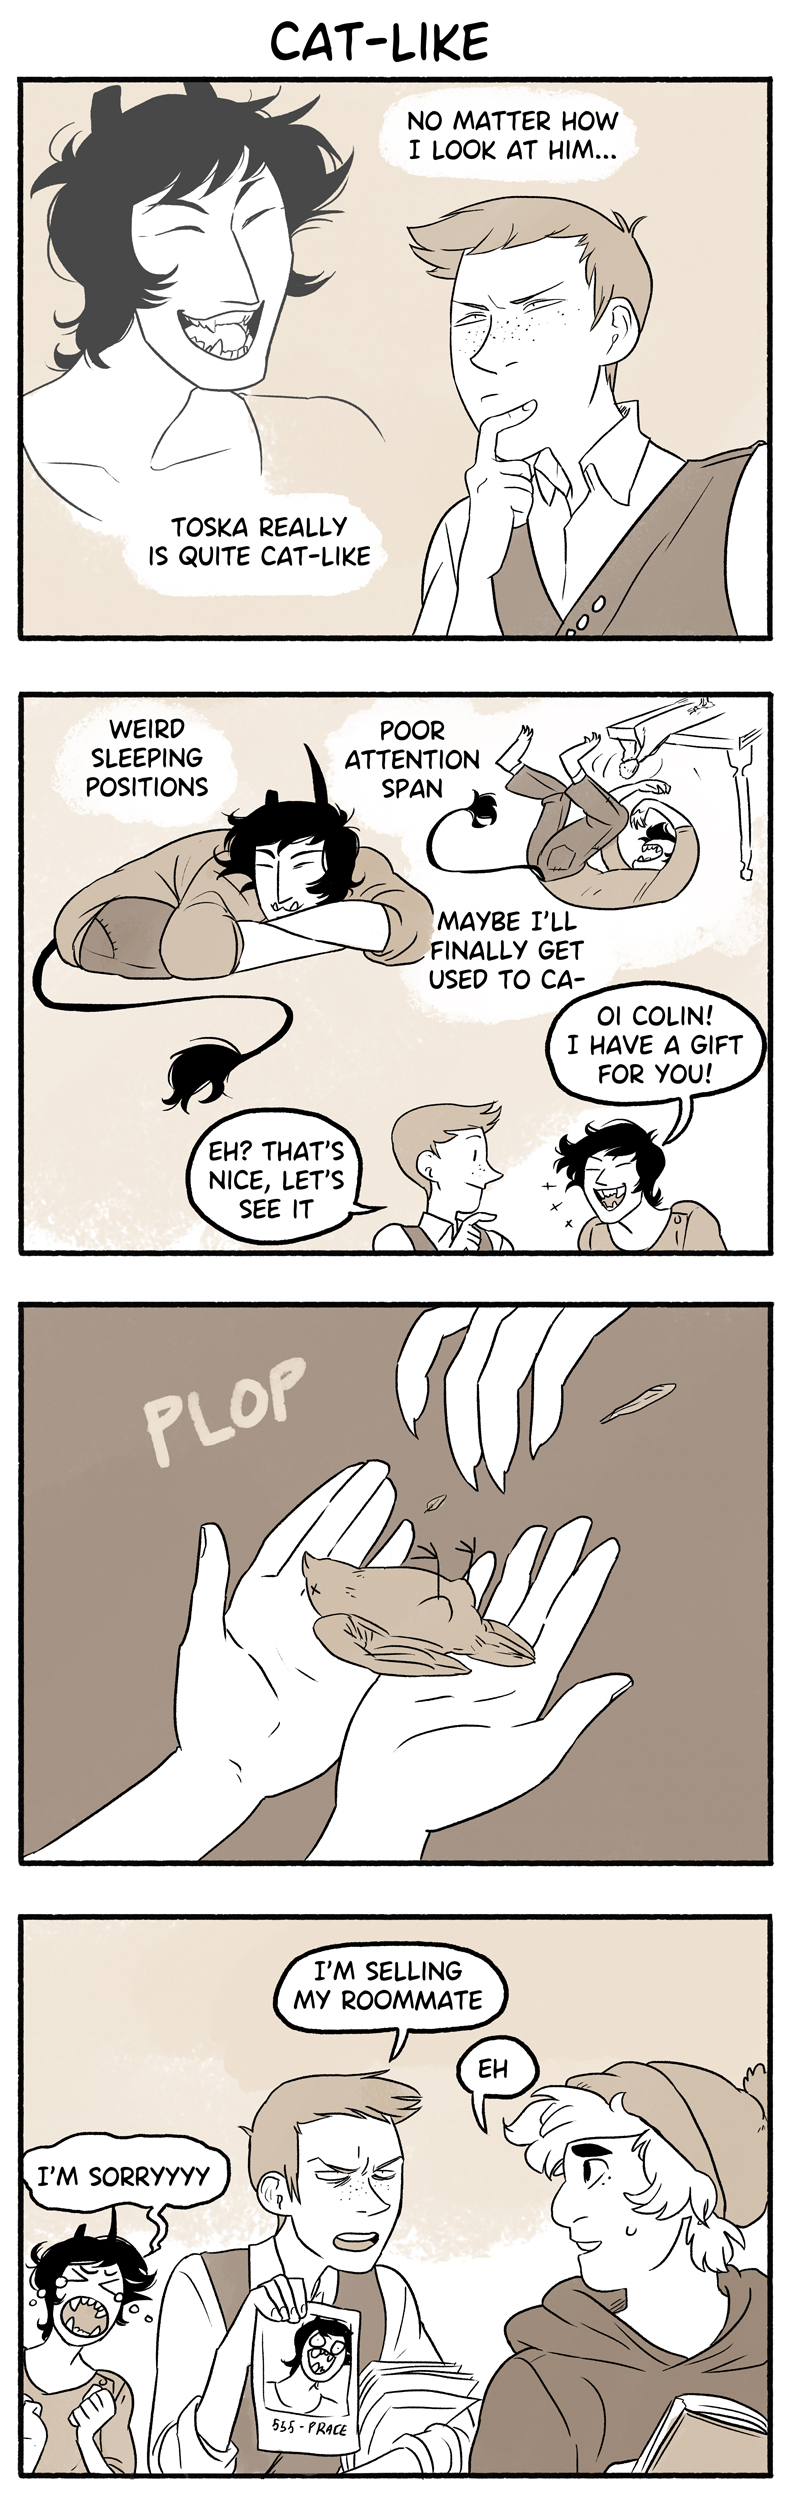 CAT-LIKE
NO MATTER HOW
I LOOK AT HIM...
TOSKA REALLY
IS QUITE CAT-LIKE
WEIRD
SLEEPING
POSITIONS
POOR
ATTENTION
SPAN
MAYBE I'LL
FINALLY GET
USED TO CA-
OI COLIN!
I HAVE A GIFT
FOR YOU!
EH? THAT'S
NICE, LET'S
SEE IT
PLOP
I'M SELLING
MY ROOMMATE
EH
I'M SORRYYYY
555-PRACE